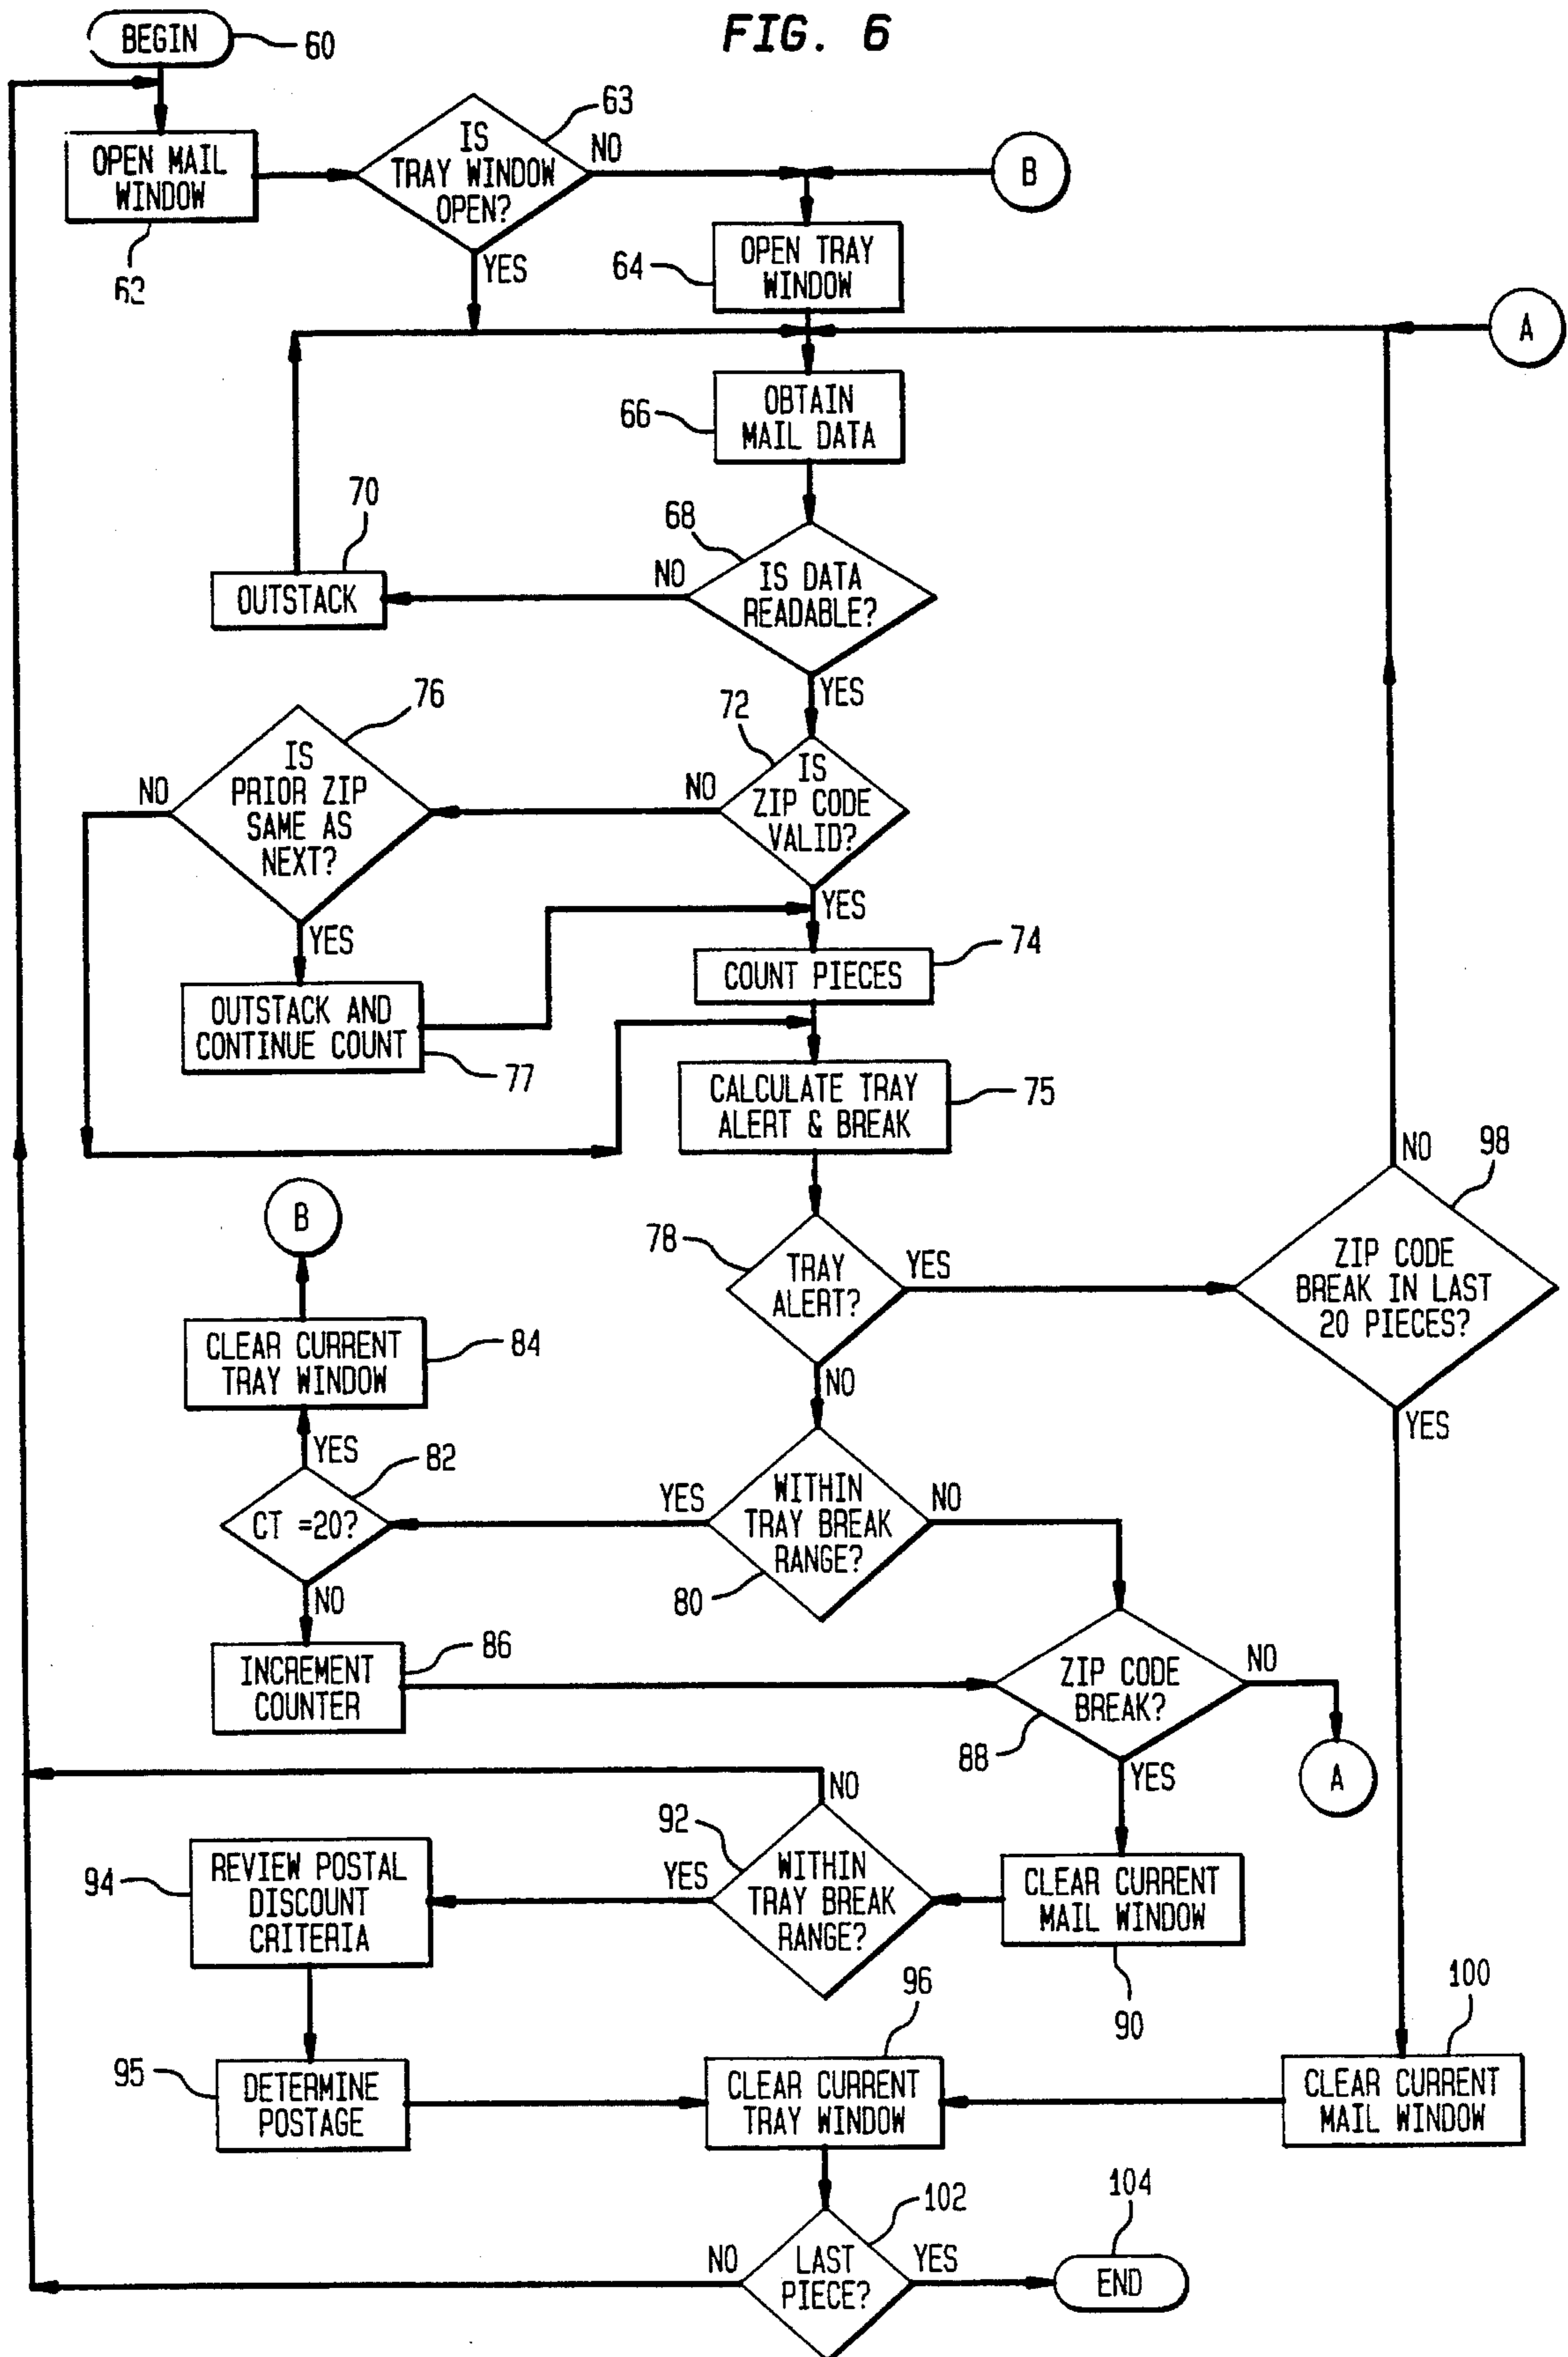 FIG. 6
BEGIN
60
OPEN MAIL
WINDOW
62
IS
TRAY WINDOW
OPEN?
63
NO
YES
B
OPEN TRAY
WINDOW
64
A
OBTAIN
MAIL DATA
66
IS DATA
READABLE?
68
NO
YES
OUTSTACK
70
IS
ZIP CODE
VALID?
72
NO
YES
IS
PRIOR ZIP
SAME AS
NEXT?
76
NO
YES
OUTSTACK AND
CONTINUE COUNT
77
COUNT PIECES
74
CALCULATE TRAY
ALERT & BREAK
75
TRAY
ALERT?
78
YES
NO
ZIP CODE
BREAK IN LAST
20 PIECES?
98
NO
YES
B
CLEAR CURRENT
TRAY WINDOW
84
YES
CT =20?
82
NO
WITHIN
TRAY BREAK
RANGE?
80
YES
NO
INCREMENT
COUNTER
86
ZIP CODE
BREAK?
88
NO
YES
A
CLEAR CURRENT
MAIL WINDOW
90
WITHIN
TRAY BREAK
RANGE?
92
NO
YES
REVIEW POSTAL
DISCOUNT
CRITERIA
94
DETERMINE
POSTAGE
95
CLEAR CURRENT
TRAY WINDOW
96
CLEAR CURRENT
MAIL WINDOW
100
LAST
PIECE?
102
NO
YES
END
104